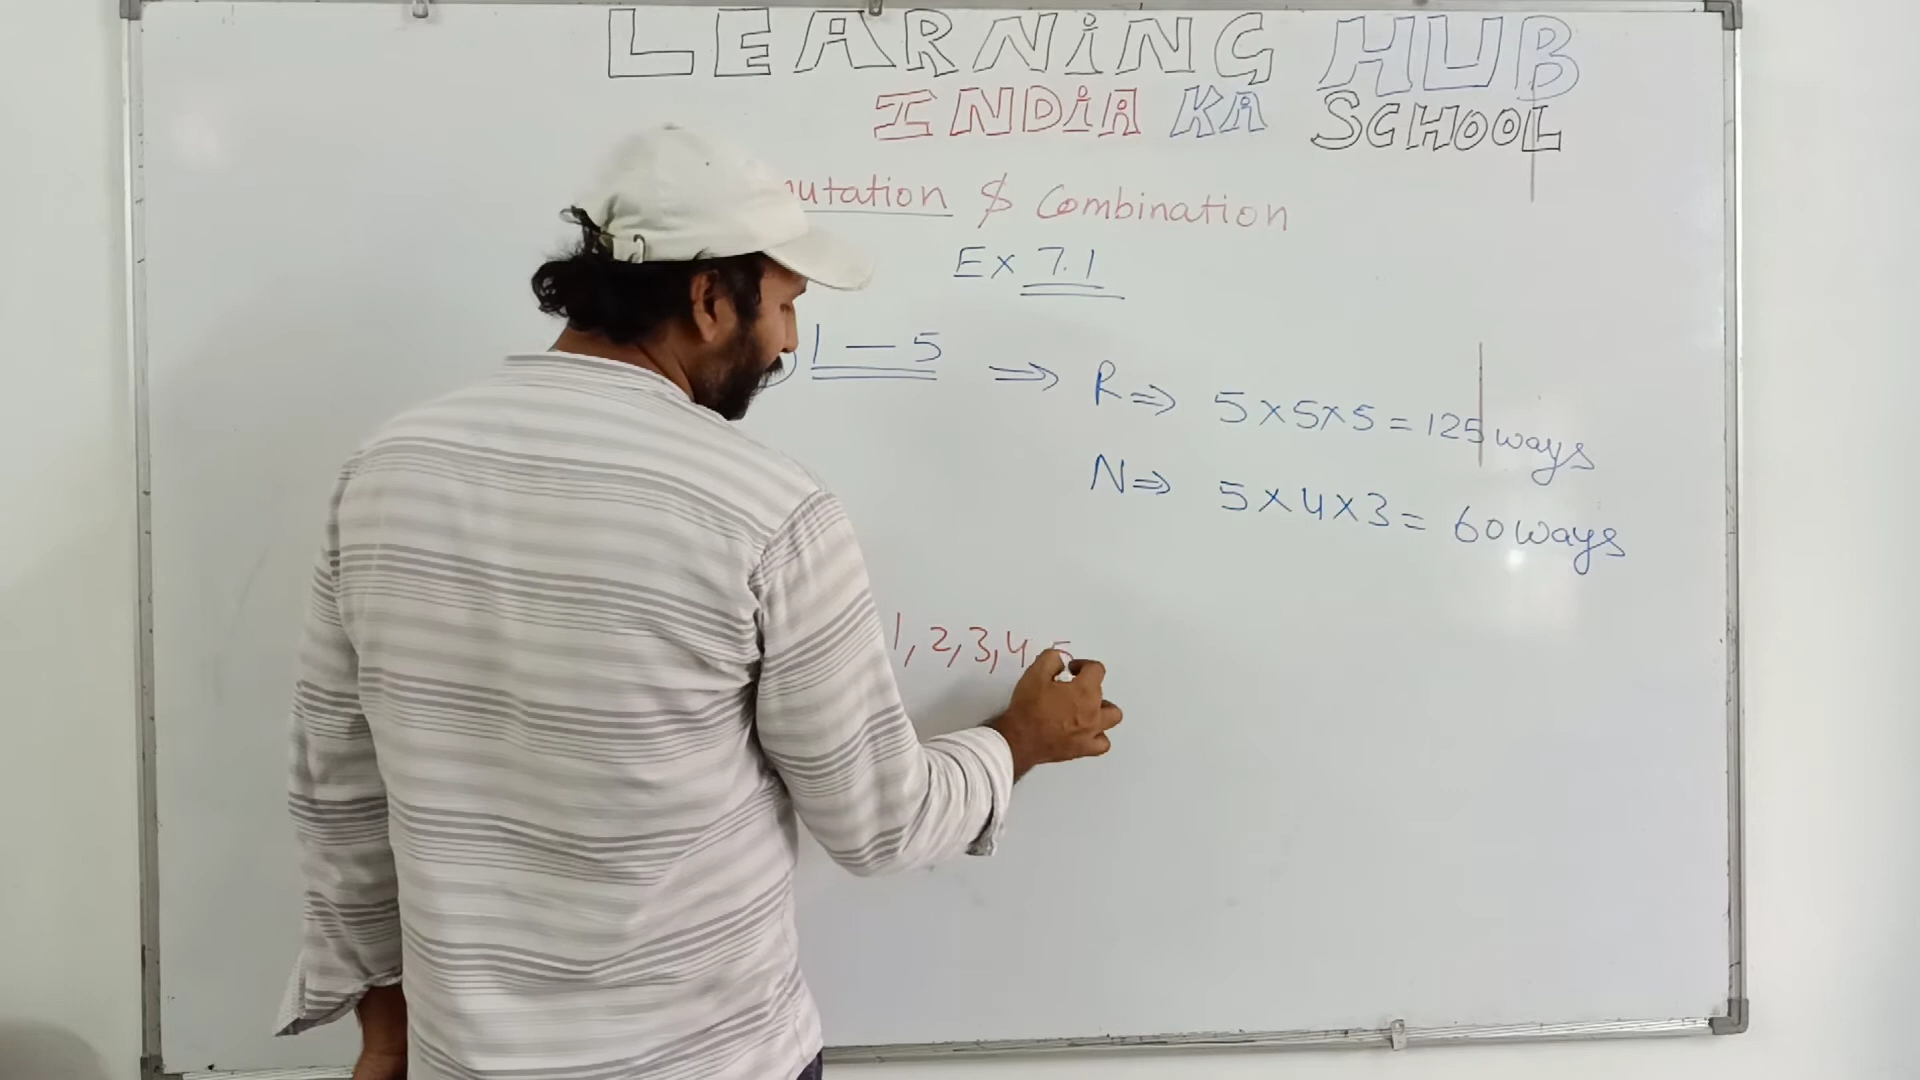 LEARNING HUB
INDIA KA SCHOOL
utation & Combination
Ex 7.1
) 1 — 5 ⇒ R ⇒ 5×5×5 = 125 ways
N ⇒ 5×4×3 = 60 ways
1, 2, 3, 4, 5